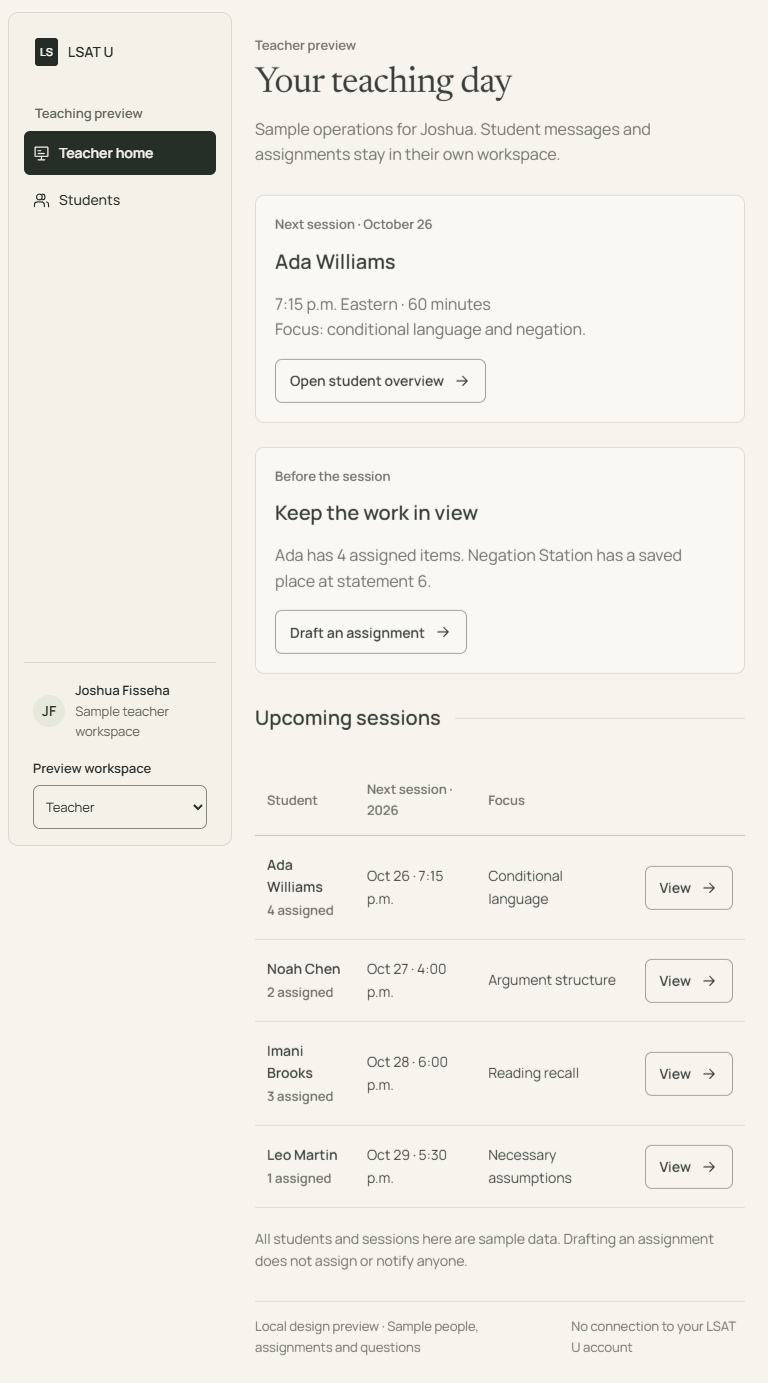 LS LSAT U
Teaching preview
Teacher home
Students
Joshua Fisseha
JF
Sample teacher
workspace
Preview workspace
Teacher
Teacher preview
Your teaching day
Sample operations for Joshua. Student messages and
assignments stay in their own workspace.
Next session · October 26
Ada Williams
7:15 p.m. Eastern · 60 minutes
Focus: conditional language and negation.
Open student overview →
Before the session
Keep the work in view
Ada has 4 assigned items. Negation Station has a saved
place at statement 6.
Draft an assignment →
Upcoming sessions
Student
Next session ·
2026
Focus
Ada
Williams
4 assigned
Oct 26 · 7:15
p.m.
Conditional
language
View →
Noah Chen
2 assigned
Oct 27 · 4:00
p.m.
Argument structure
View →
Imani
Brooks
3 assigned
Oct 28 · 6:00
p.m.
Reading recall
View →
Leo Martin
1 assigned
Oct 29 · 5:30
p.m.
Necessary
assumptions
View →
All students and sessions here are sample data. Drafting an assignment
does not assign or notify anyone.
Local design preview · Sample people,
assignments and questions
No connection to your LSAT
U account